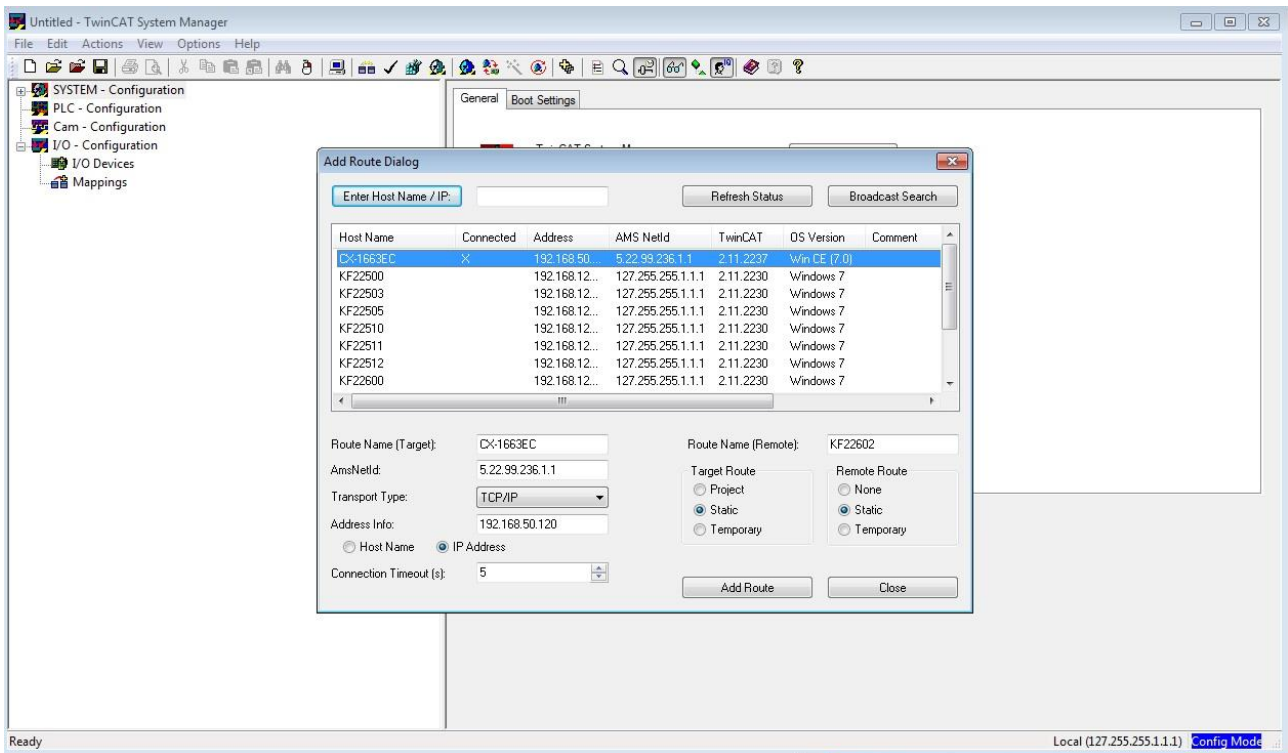 Untitled - TwinCAT System Manager
File Edit Actions View Options Help
SYSTEM - Configuration
PLC - Configuration
Cam - Configuration
I/O - Configuration
I/O Devices
Mappings
General Boot Settings
Add Route Dialog
Enter Host Name / IP: Refresh Status Broadcast Search
Host Name Connected Address AMS NetId TwinCAT OS Version Comment
CX-1663EC X 192.168.50.... 5.22.99.236.1.1 2.11.2237 Win CE (7.0)
KF22500 192.168.12... 127.255.255.1.1.1 2.11.2230 Windows 7
KF22503 192.168.12... 127.255.255.1.1.1 2.11.2230 Windows 7
KF22505 192.168.12... 127.255.255.1.1.1 2.11.2230 Windows 7
KF22510 192.168.12... 127.255.255.1.1.1 2.11.2230 Windows 7
KF22511 192.168.12... 127.255.255.1.1.1 2.11.2230 Windows 7
KF22512 192.168.12... 127.255.255.1.1.1 2.11.2230 Windows 7
KF22600 192.168.12... 127.255.255.1.1.1 2.11.2230 Windows 7
Route Name (Target): CX-1663EC Route Name (Remote): KF22602
AmsNetId: 5.22.99.236.1.1 Target Route Remote Route
Transport Type: TCP/IP Project None
Address Info: 192.168.50.120 Static Static
Host Name IP Address Temporary Temporary
Connection Timeout (s): 5
Add Route Close
Ready Local (127.255.255.1.1.1) Config Mode